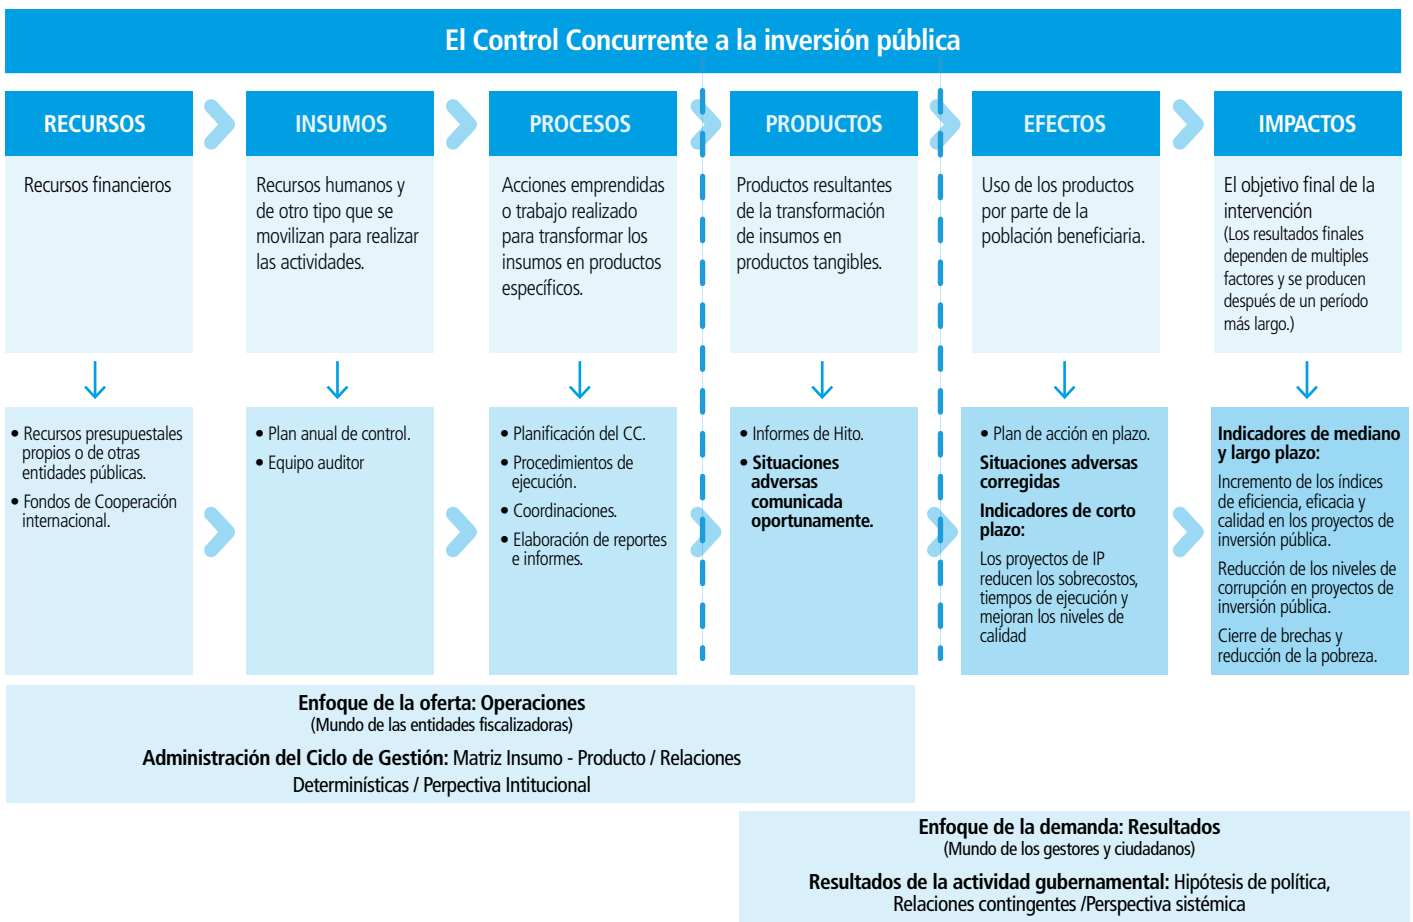 El Control Concurrente a la inversión pública
RECURSOS
INSUMOS
PROCESOS
PRODUCTOS
EFECTOS
IMPACTOS
Recursos financieros
Recursos humanos y
de otro tipo que se
movilizan para realizar
las actividades.
Acciones emprendidas
o trabajo realizado
para transformar los
insumos en productos
específicos.
Productos resultantes
de la transformación
de insumos en
productos tangibles.
Uso de los productos
por parte de la
población beneficiaria.
El objetivo final de la
intervención
(Los resultados finales
dependen de multiples
factores y se producen
después de un período
más largo.)
• Recursos presupuestales
propios o de otras
entidades públicas.
• Fondos de Cooperación
internacional.
• Plan anual de control.
• Equipo auditor
• Planificación del CC.
• Procedimientos de
ejecución.
• Coordinaciones.
• Elaboración de reportes
e informes.
• Informes de Hito.
• Situaciones
adversas
comunicada
oportunamente.
• Plan de acción en plazo.
Situaciones adversas
corregidas
Indicadores de corto
plazo:
Los proyectos de IP
reducen los sobrecostos,
tiempos de ejecución y
mejoran los niveles de
calidad
Indicadores de mediano
y largo plazo:
Incremento de los índices
de eficiencia, eficacia y
calidad en los proyectos de
inversión pública.
Reducción de los niveles de
corrupción en proyectos de
inversión pública.
Cierre de brechas y
reducción de la pobreza.
Enfoque de la oferta: Operaciones
(Mundo de las entidades fiscalizadoras)
Administración del Ciclo de Gestión: Matriz Insumo - Producto / Relaciones
Determinísticas / Perpectiva Intitucional
Enfoque de la demanda: Resultados
(Mundo de los gestores y ciudadanos)
Resultados de la actividad gubernamental: Hipótesis de política,
Relaciones contingentes /Perspectiva sistémica